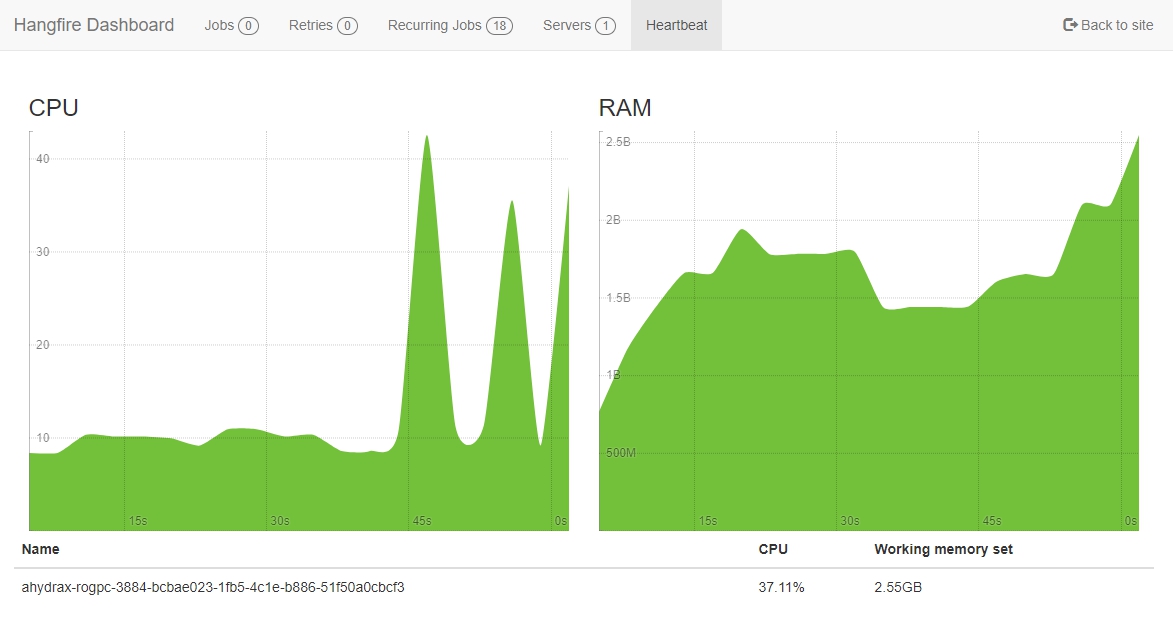 Hangfire Dashboard Jobs 0 Retries 0 Recurring Jobs 18 Servers 1 Heartbeat Back to site
CPU
40
30
20
10
15s 30s 45s 0s
RAM
2.5B
2B
1.5B
1B
500M
15s 30s 45s 0s
Name CPU Working memory set
ahydrax-rogpc-3884-bcbae023-1fb5-4c1e-b886-51f50a0cbcf3 37.11% 2.55GB